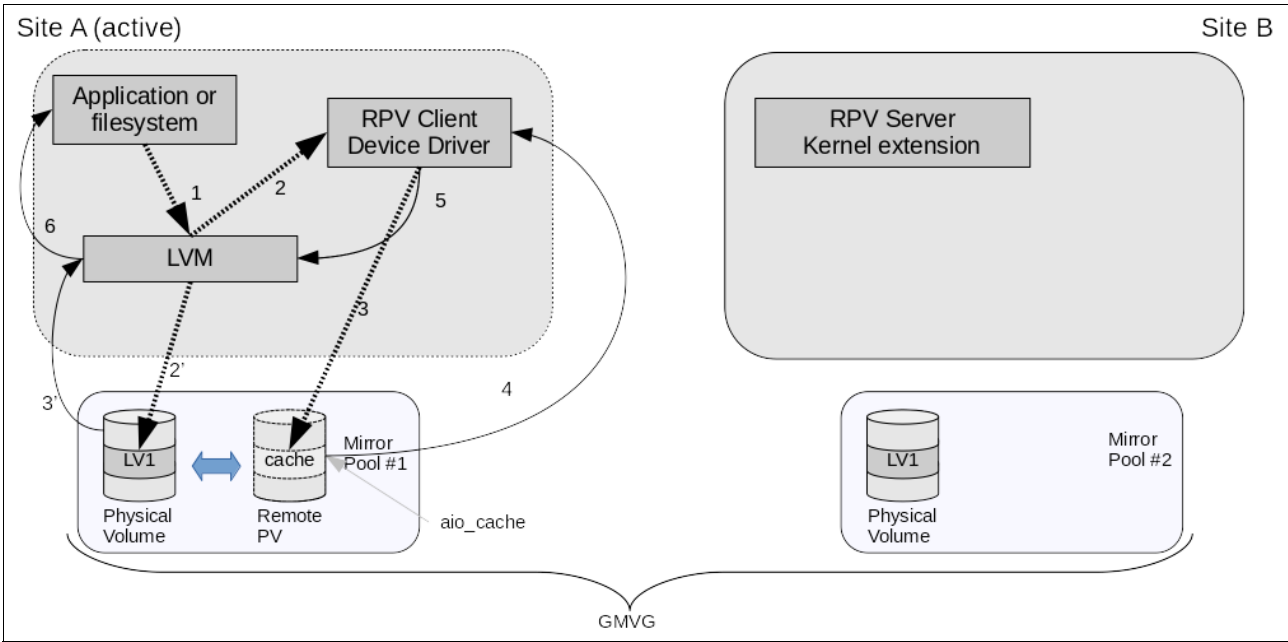 Site A (active)
Site B
Application or
filesystem
RPV Client
Device Driver
RPV Server
Kernel extension
1
2
5
6
LVM
3
2’
3’
4
LV1
cache
Mirror
Pool #1
LV1
Mirror
Pool #2
Physical
Volume
Remote
PV
aio_cache
Physical
Volume
GMVG